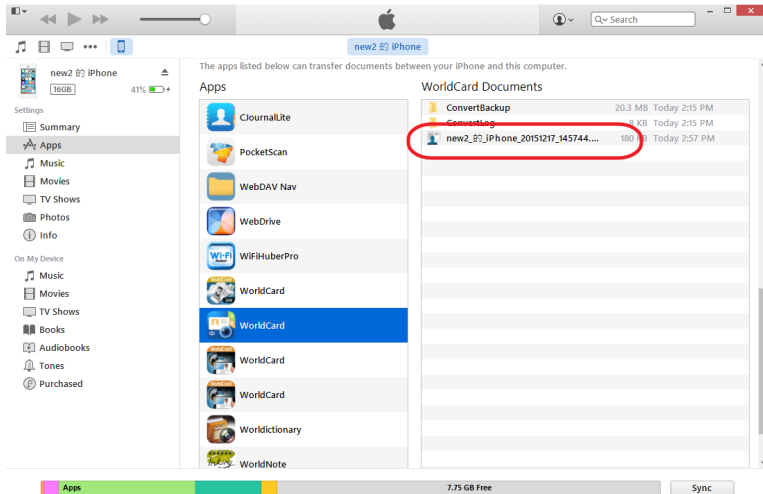 Search
new2 的 iPhone
The apps listed below can transfer documents between your iPhone and this computer.
new2 的 iPhone
16GB
41%
Settings
Summary
Apps
Music
Movies
TV Shows
Photos
Info
On My Device
Music
Movies
TV Shows
Books
Audiobooks
Tones
Purchased
Apps
CJournalLite
PocketScan
WebDAV Nav
WebDrive
WiFiHuberPro
WorldCard
WorldCard
WorldCard
WorldCard
Worldictionary
WorldNote
WorldCard Documents
ConvertBackup 20.3 MB Today 2:15 PM
ConvertLog 8 KB Today 2:15 PM
new2_的_iPhone_20151217_145744.... 180 KB Today 2:57 PM
Apps
7.75 GB Free
Sync